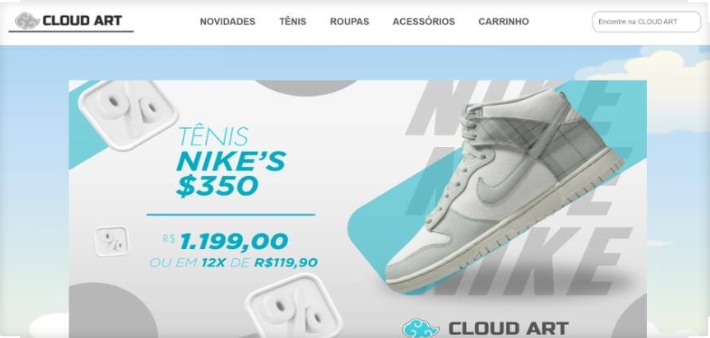 CLOUD ART
NOVIDADES TÊNIS ROUPAS ACESSÓRIOS CARRINHO
Encontre na CLOUD ART
%
TÊNIS
NIKE'S
$350
R$ 1.199,00
OU EM 12X DE R$119,90
%
%
NIKE
NIKE
NIKE
CLOUD ART